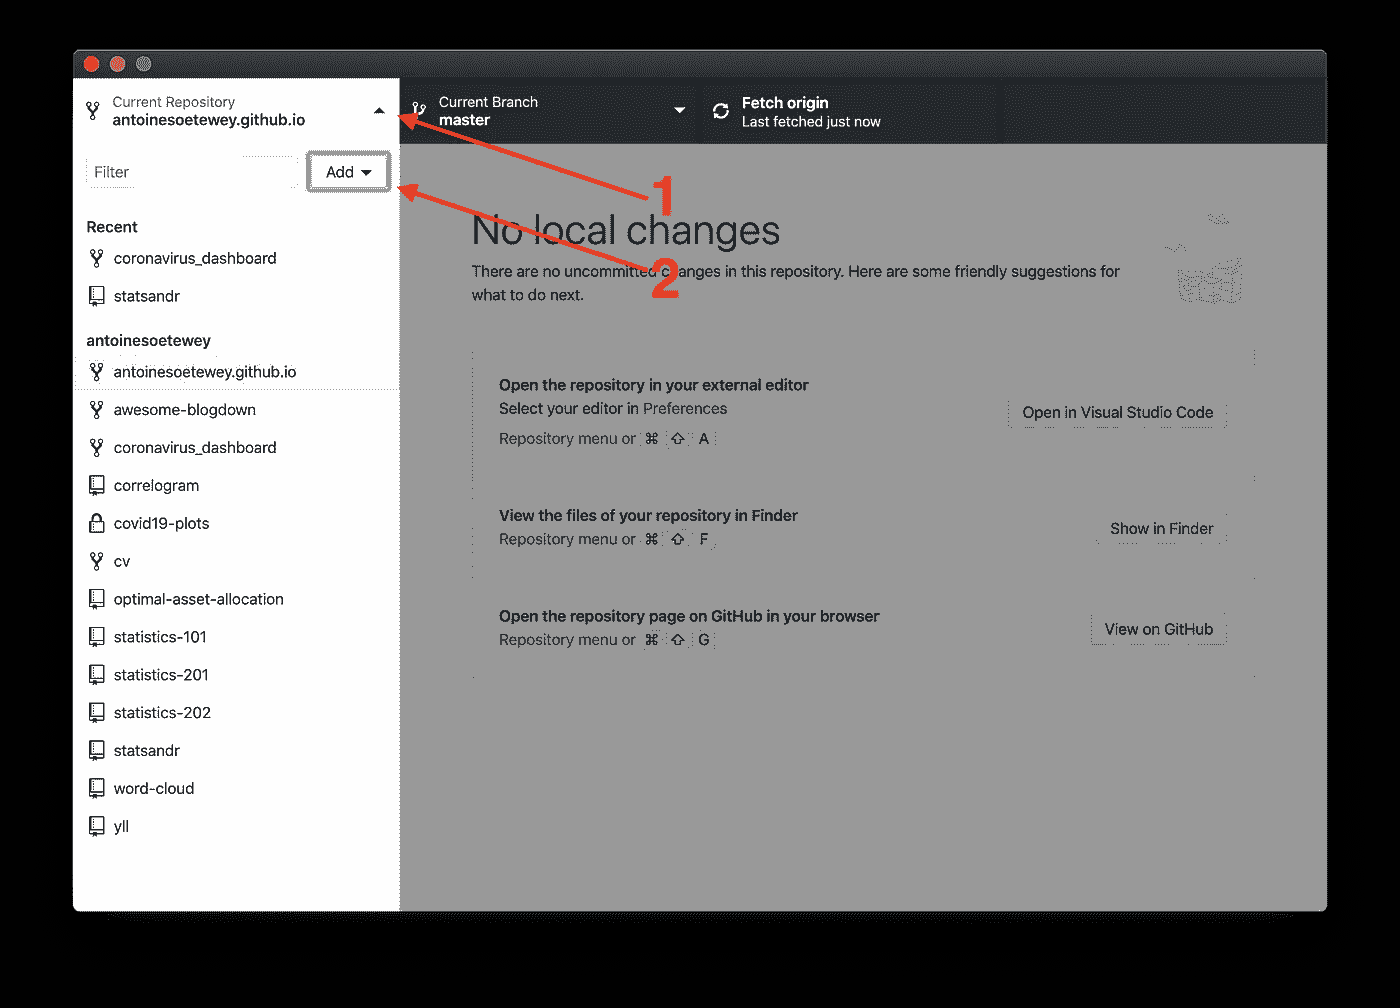 Current Repository
antoinesoetewey.github.io
Current Branch
master
Fetch origin
Last fetched just now
Filter
Add
1
2
Recent
coronavirus_dashboard
statsandr
antoinesoetewey
antoinesoetewey.github.io
awesome-blogdown
coronavirus_dashboard
correlogram
covid19-plots
cv
optimal-asset-allocation
statistics-101
statistics-201
statistics-202
statsandr
word-cloud
yll
No local changes
There are no uncommitted changes in this repository. Here are some friendly suggestions for
what to do next.
Open the repository in your external editor
Select your editor in Preferences
Repository menu or ⌘ ⇧ A
Open in Visual Studio Code
View the files of your repository in Finder
Repository menu or ⌘ ⇧ F
Show in Finder
Open the repository page on GitHub in your browser
Repository menu or ⌘ ⇧ G
View on GitHub